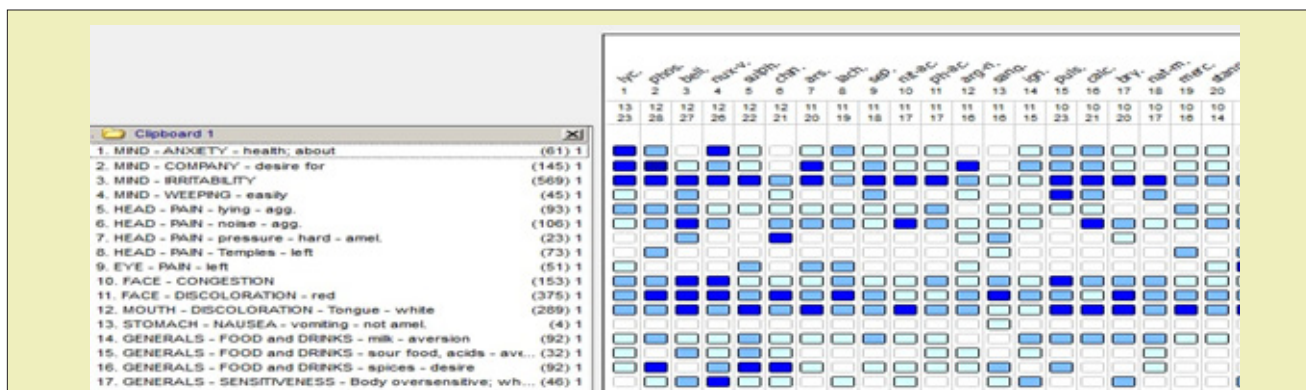 lyc. phos. bell. nux-v. sulph. chin. ars. lach. sep. nit-ac. ph-ac. arg-n. sang. ign. puls. calc. bry. nat-m. merc. stann.
1 2 3 4 5 6 7 8 9 10 11 12 13 14 15 16 17 18 19 20
13 12 12 12 12 12 11 11 11 11 11 11 11 11 10 10 10 10 10 10
23 28 27 26 22 21 20 19 18 17 17 16 16 15 23 21 20 17 16 14
Clipboard 1
1. MIND - ANXIETY - health; about (61) 1
2. MIND - COMPANY - desire for (145) 1
3. MIND - IRRITABILITY (569) 1
4. MIND - WEEPING - easily (45) 1
5. HEAD - PAIN - lying - agg. (93) 1
6. HEAD - PAIN - noise - agg. (106) 1
7. HEAD - PAIN - pressure - hard - amel. (23) 1
8. HEAD - PAIN - Temples - left (73) 1
9. EYE - PAIN - left (51) 1
10. FACE - CONGESTION (153) 1
11. FACE - DISCOLORATION - red (375) 1
12. MOUTH - DISCOLORATION - Tongue - white (289) 1
13. STOMACH - NAUSEA - vomiting - not amel. (4) 1
14. GENERALS - FOOD and DRINKS - milk - aversion (92) 1
15. GENERALS - FOOD and DRINKS - sour food, acids - ave... (32) 1
16. GENERALS - FOOD and DRINKS - spices - desire (92) 1
17. GENERALS - SENSITIVENESS - Body oversensitive; wh... (46) 1